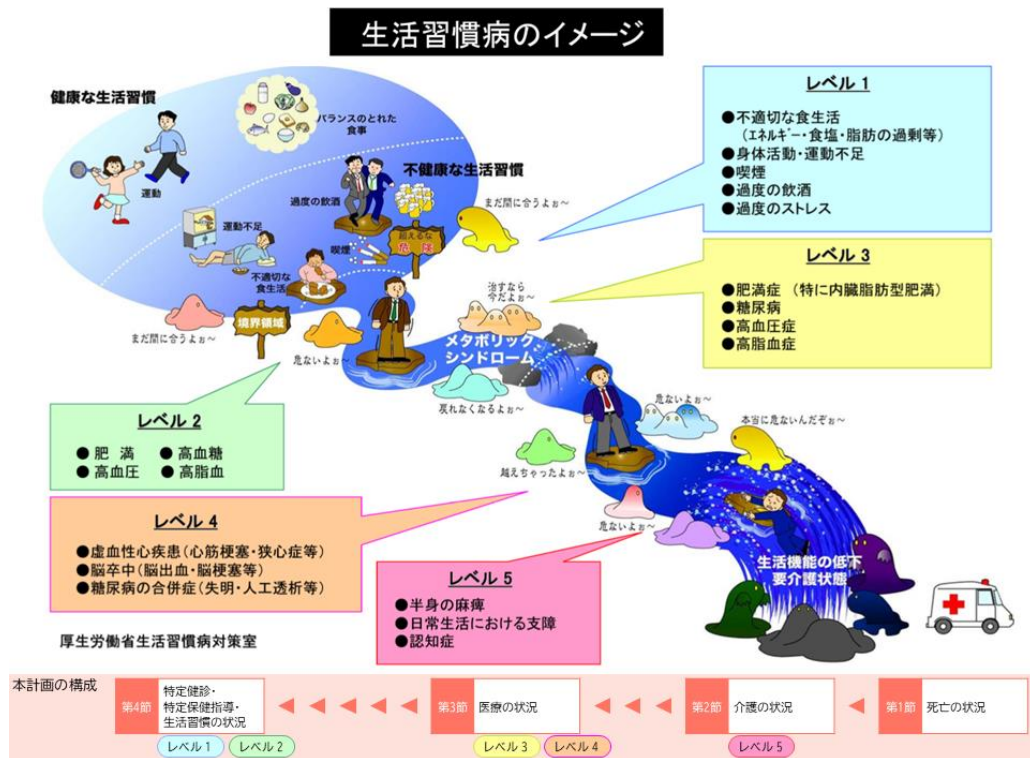 生活習慣病のイメージ
健康な生活習慣
バランスのとれた
食事
運動
不健康な生活習慣
過度の飲酒
運動不足
喫煙
超えるな
危険
不適切な
食生活
まだ間に合うよぉ～
境界領域
まだ間に合うよぉ～
危ないよぉ～
治すなら
今だよぉ～
メタボリック
シンドローム
戻れなくなるよぉ～
危ないよぉ～
越えちゃったよぉ～
本当に危ないんだぞぉ～
危ないよぉ～
生活機能の低下
要介護状態
レベル 1
●不適切な食生活
（エネルギー・食塩・脂肪の過剰等）
●身体活動・運動不足
●喫煙
●過度の飲酒
●過度のストレス
レベル 3
●肥満症 （特に内臓脂肪型肥満）
●糖尿病
●高血圧症
●高脂血症
レベル 2
●肥 満 ●高血糖
●高血圧 ●高脂血
レベル 4
●虚血性心疾患（心筋梗塞・狭心症等）
●脳卒中（脳出血・脳梗塞等）
●糖尿病の合併症（失明・人工透析等）
レベル 5
●半身の麻痺
●日常生活における支障
●認知症
厚生労働省生活習慣病対策室
本計画の構成
第4節
特定健診・
特定保健指導・
生活習慣の状況
第3節 医療の状況
第2節 介護の状況
第1節 死亡の状況
レベル 1 レベル 2 レベル 3 レベル 4 レベル 5